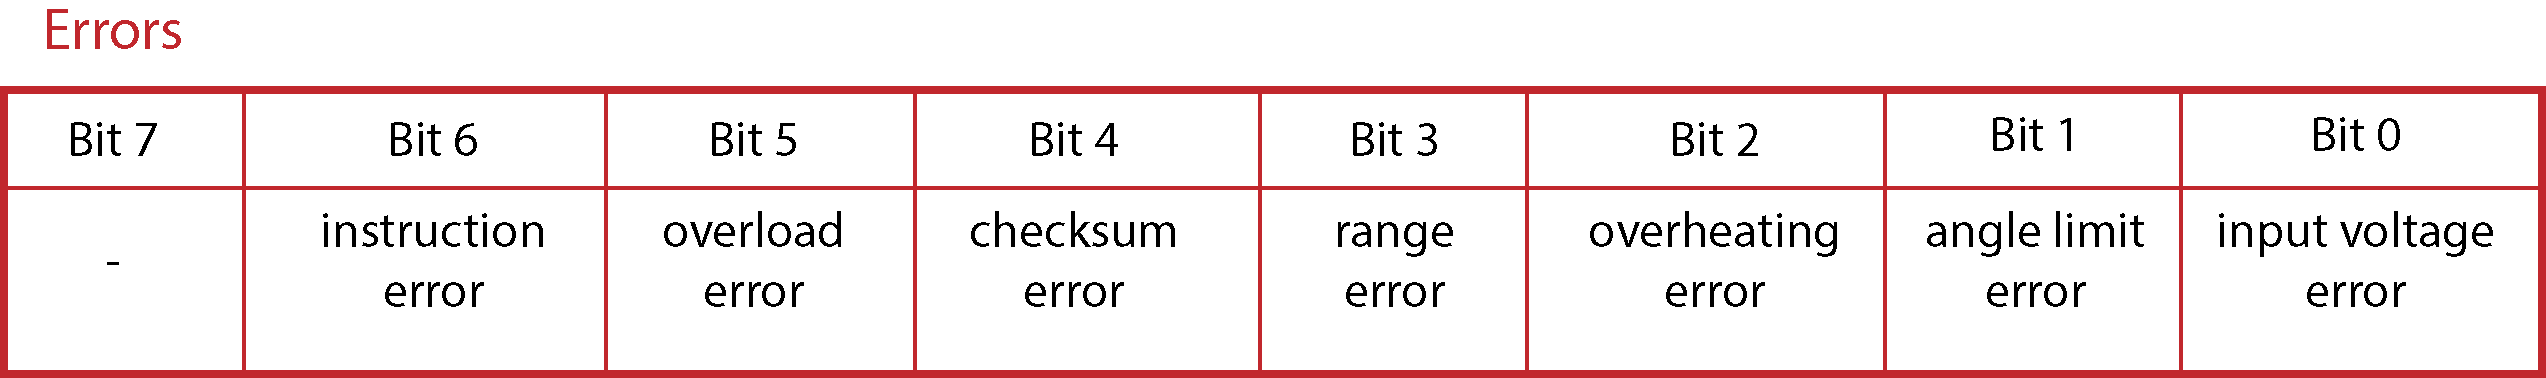 Errors
Bit 7 Bit 6 Bit 5 Bit 4 Bit 3 Bit 2 Bit 1 Bit 0
- instruction overload checksum range overheating angle limit input voltage
error error error error error error error